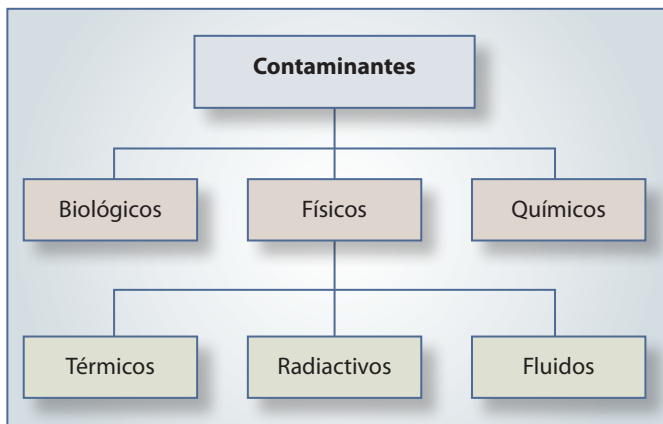 Contaminantes
Biológicos
Físicos
Químicos
Térmicos
Radiactivos
Fluidos